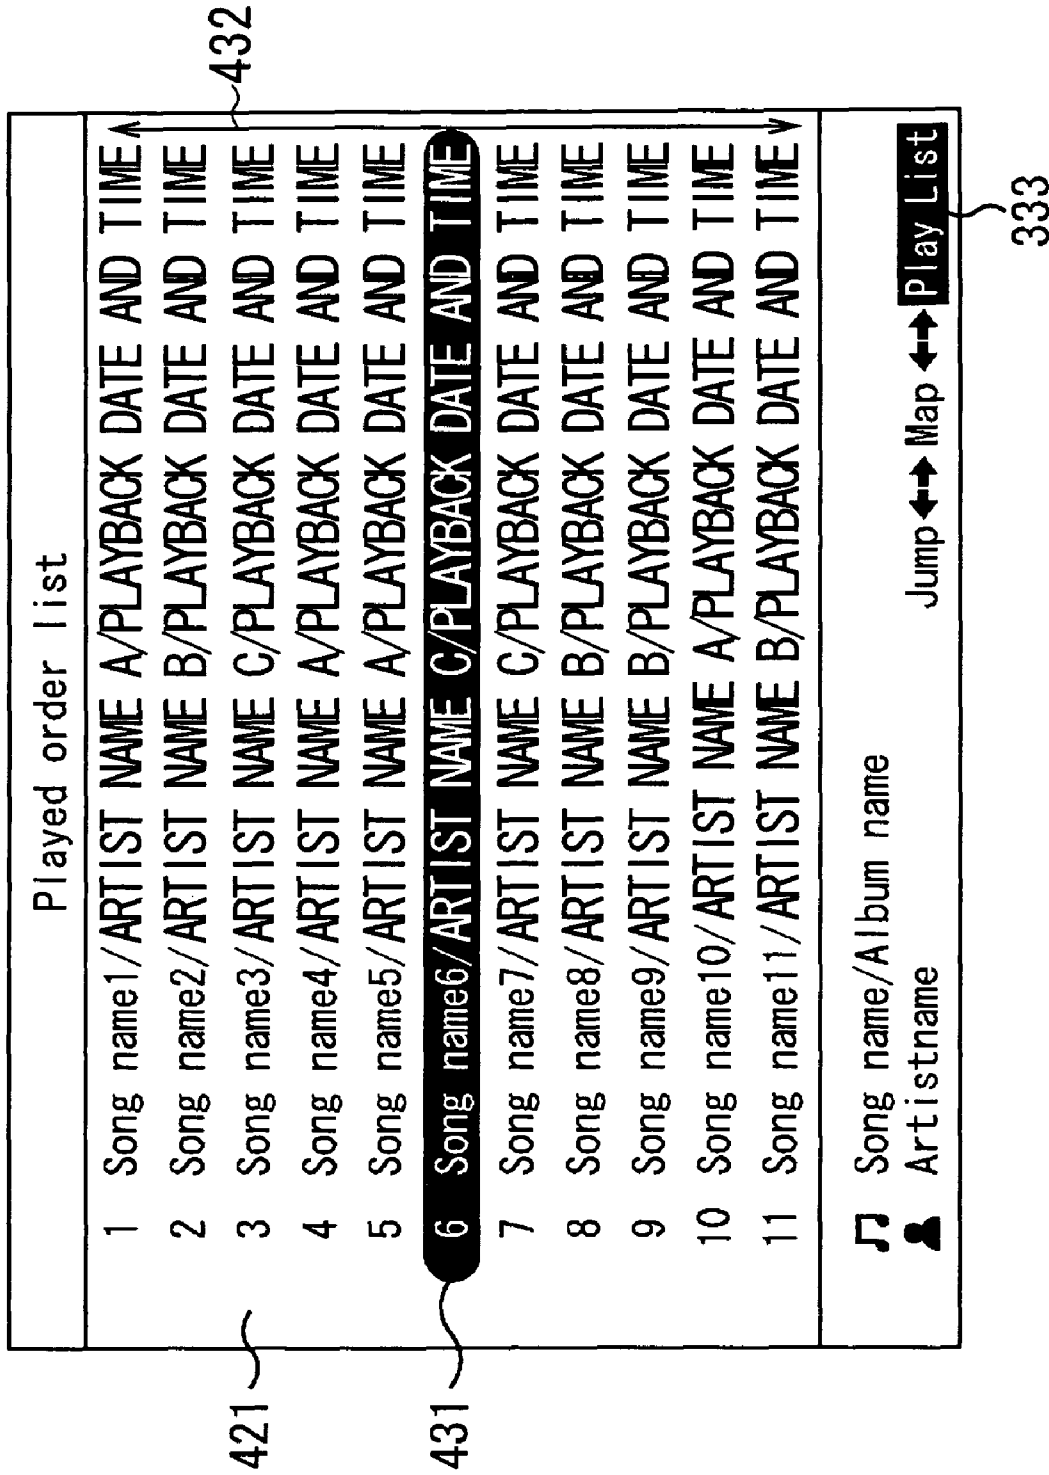 Played order list
432
1 Song name1/ARTIST NAME A/PLAYBACK DATE AND TIME
2 Song name2/ARTIST NAME B/PLAYBACK DATE AND TIME
3 Song name3/ARTIST NAME C/PLAYBACK DATE AND TIME
4 Song name4/ARTIST NAME A/PLAYBACK DATE AND TIME
5 Song name5/ARTIST NAME A/PLAYBACK DATE AND TIME
6 Song name6/ARTIST NAME C/PLAYBACK DATE AND TIME
7 Song name7/ARTIST NAME C/PLAYBACK DATE AND TIME
8 Song name8/ARTIST NAME B/PLAYBACK DATE AND TIME
9 Song name9/ARTIST NAME B/PLAYBACK DATE AND TIME
10 Song name10/ARTIST NAME A/PLAYBACK DATE AND TIME
11 Song name11/ARTIST NAME B/PLAYBACK DATE AND TIME
421
431
Song name/Album name
Artistname
Jump Map Play List
333